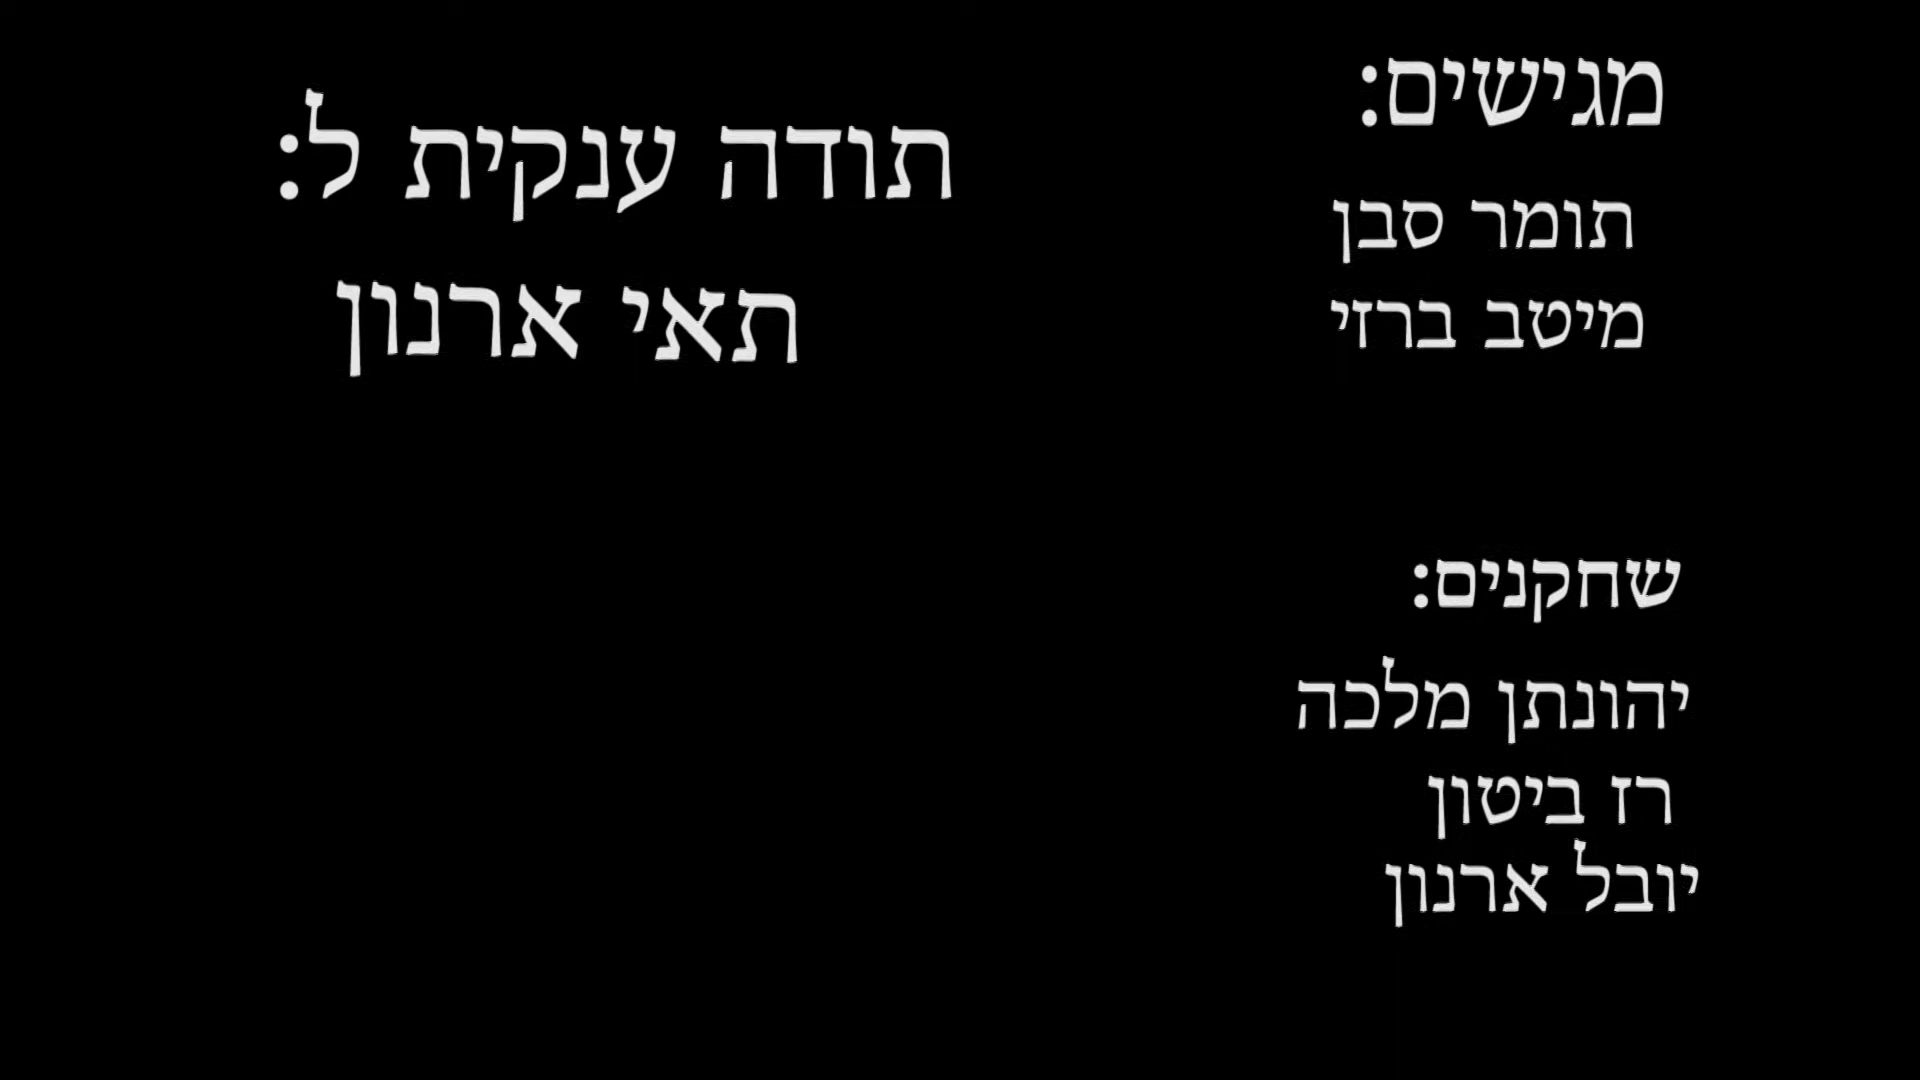 מגישים:
תומר סבן
מיטב ברזי
שחקנים:
יהונתן מלכה
רז ביטון
יובל ארנון
תודה ענקית ל:
תאי ארנון